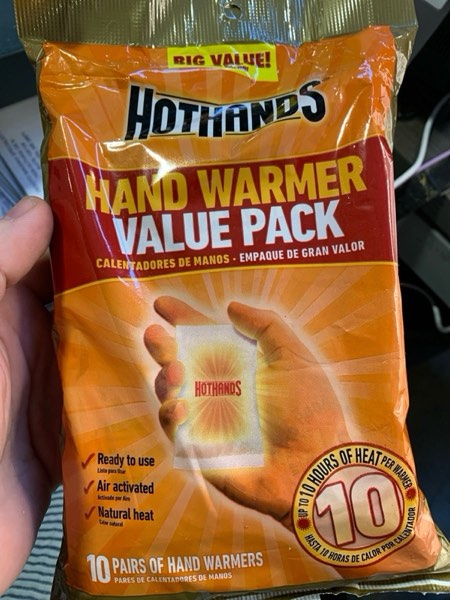 BIG VALUE!
HOTHANDS
HAND WARMER
VALUE PACK
CALENTADORES DE MANOS - EMPAQUE DE GRAN VALOR
HOTHANDS
Ready to use
Lista para Usar
Air activated
Activado por Aire
Natural heat
Calor natural
UP TO 10 HOURS OF HEAT PER WARMER
10
HASTA 10 HORAS DE CALOR POR CALENTADOR
10 PAIRS OF HAND WARMERS
PARES DE CALENTADORES DE MANOS